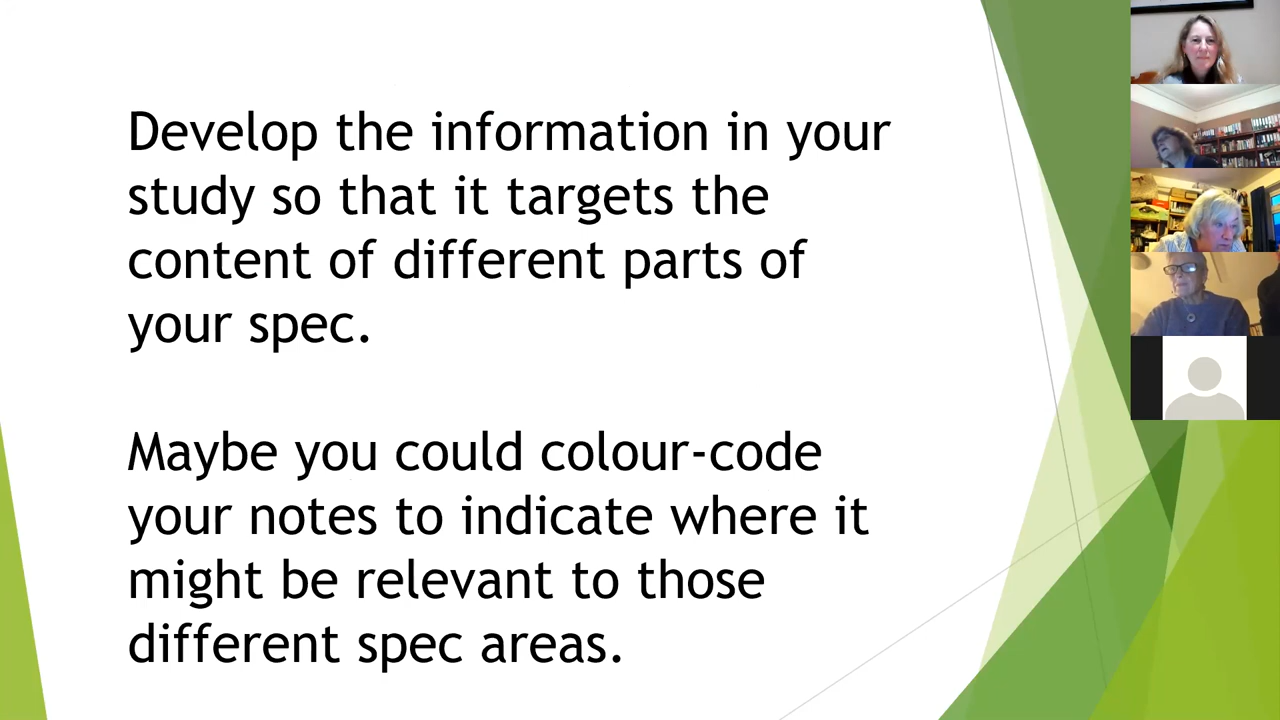 Develop the information in your
study so that it targets the
content of different parts of
your spec.
Maybe you could colour-code
your notes to indicate where it
might be relevant to those
different spec areas.